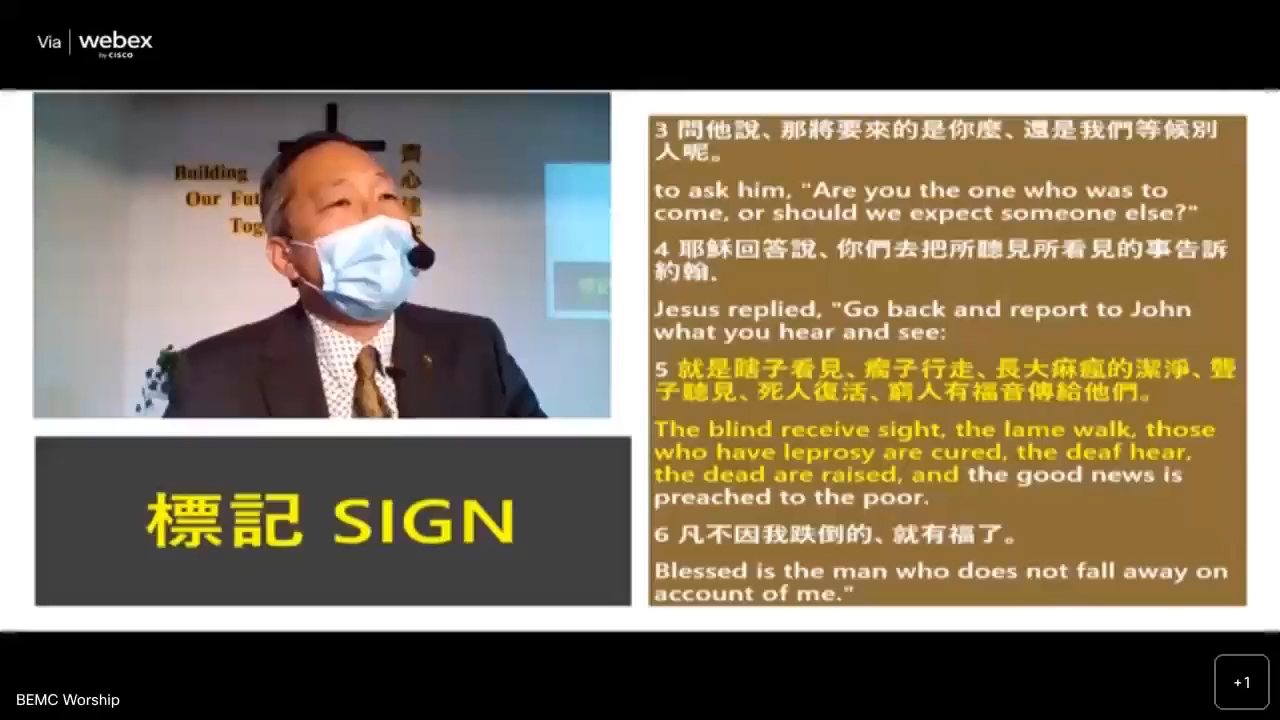 Via webex
by CISCO
Building
Our Fut
Tog
齊
心
建
3 問他說、那將要來的是你麼、還是我們等候別
人呢。
to ask him, "Are you the one who was to
come, or should we expect someone else?"
4 耶穌回答說、你們去把所聽見所看見的事告訴
約翰．
Jesus replied, "Go back and report to John
what you hear and see:
5 就是瞎子看見、瘸子行走、長大痲瘋的潔淨、聾
子聽見、死人復活、窮人有福音傳給他們。
The blind receive sight, the lame walk, those
who have leprosy are cured, the deaf hear,
the dead are raised, and the good news is
preached to the poor.
6 凡不因我跌倒的、就有福了。
Blessed is the man who does not fall away on
account of me."
標記 SIGN
BEMC Worship
+1